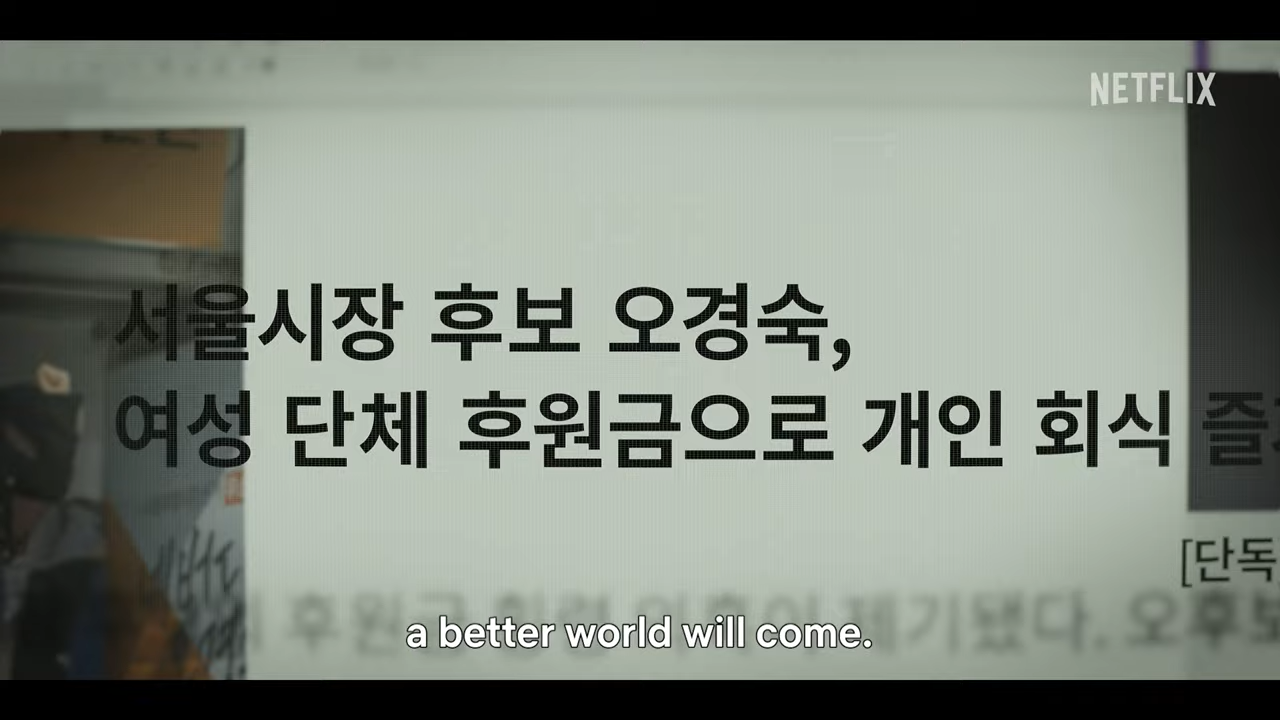 NETFLIX
서울시장 후보 오경숙,
여성 단체 후원금으로 개인 회식
[단독
a better world will come.